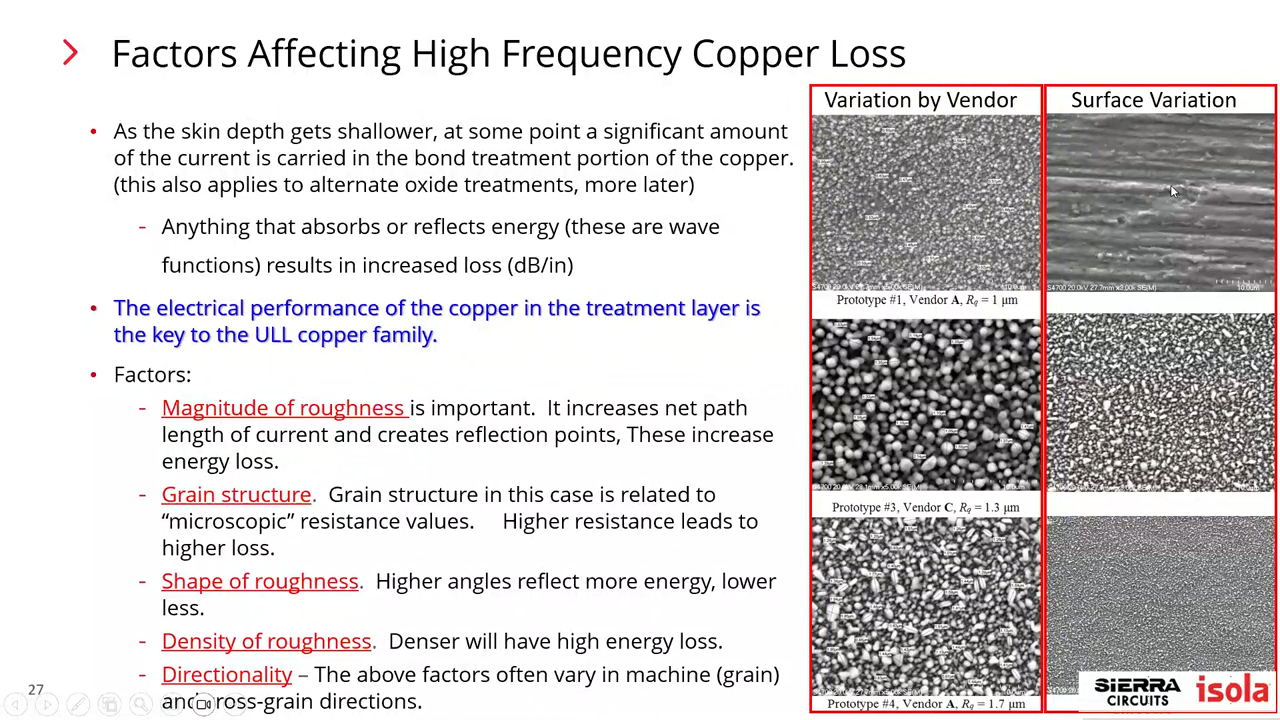 Factors Affecting High Frequency Copper Loss
• As the skin depth gets shallower, at some point a significant amount
of the current is carried in the bond treatment portion of the copper.
(this also applies to alternate oxide treatments, more later)
- Anything that absorbs or reflects energy (these are wave
functions) results in increased loss (dB/in)
• The electrical performance of the copper in the treatment layer is
the key to the ULL copper family.
• Factors:
- Magnitude of roughness is important. It increases net path
length of current and creates reflection points, These increase
energy loss.
- Grain structure. Grain structure in this case is related to
“microscopic” resistance values. Higher resistance leads to
higher loss.
- Shape of roughness. Higher angles reflect more energy, lower
less.
- Density of roughness. Denser will have high energy loss.
- Directionality – The above factors often vary in machine (grain)
and cross-grain directions.
27
Variation by Vendor
Prototype #1, Vendor A, Rq = 1 µm
Prototype #3, Vendor C, Rq = 1.3 µm
Prototype #4, Vendor A, Rq = 1.7 µm
Surface Variation
SIERRA
CIRCUITS
isola